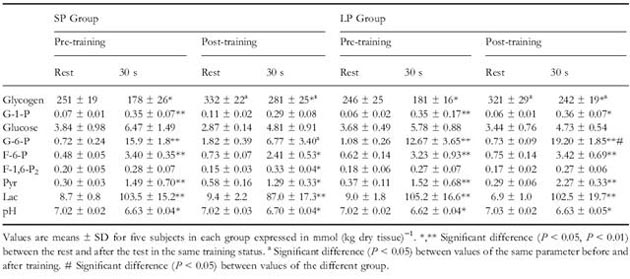 SP Group LP Group
Pre-training Post-training Pre-training Post-training
Rest 30 s Rest 30 s Rest 30 s Rest 30 s
Glycogen 251 ± 19 178 ± 26* 332 ± 22ª 281 ± 25*ª 246 ± 25 181 ± 16* 321 ± 29ª 242 ± 19*ª
G-1-P 0.07 ± 0.01 0.35 ± 0.07** 0.11 ± 0.02 0.29 ± 0.08 0.06 ± 0.02 0.35 ± 0.17** 0.06 ± 0.01 0.36 ± 0.07*
Glucose 3.84 ± 0.98 6.47 ± 1.49 2.87 ± 0.14 4.81 ± 0.91 3.68 ± 0.49 5.78 ± 0.88 3.44 ± 0.76 4.73 ± 0.54
G-6-P 0.72 ± 0.24 15.9 ± 1.8** 1.82 ± 0.39 6.77 ± 3.40ª 1.08 ± 0.26 12.67 ± 3.65** 0.73 ± 0.09 19.20 ± 1.85**#
F-6-P 0.48 ± 0.05 3.40 ± 0.35** 0.73 ± 0.07 2.41 ± 0.53* 0.62 ± 0.14 3.23 ± 0.93** 0.75 ± 0.14 3.42 ± 0.69**
F-1,6-P₂ 0.20 ± 0.05 0.28 ± 0.07 0.15 ± 0.03 0.33 ± 0.04* 0.18 ± 0.06 0.27 ± 0.07 0.17 ± 0.02 0.27 ± 0.06
Pyr 0.30 ± 0.03 1.49 ± 0.70** 0.58 ± 0.16 1.29 ± 0.33* 0.37 ± 0.11 1.52 ± 0.68** 0.29 ± 0.06 2.27 ± 0.33**
Lac 8.7 ± 0.8 103.5 ± 15.2** 9.4 ± 2.2 87.0 ± 17.3** 9.0 ± 1.8 105.2 ± 16.6** 6.9 ± 1.0 102.5 ± 19.7**
pH 7.02 ± 0.02 6.63 ± 0.04* 7.02 ± 0.03 6.70 ± 0.04* 7.02 ± 0.02 6.62 ± 0.04* 7.03 ± 0.02 6.63 ± 0.05*
Values are means ± SD for five subjects in each group expressed in mmol (kg dry tissue)⁻¹. *,** Significant difference (P < 0.05, P < 0.01)
between the rest and after the test in the same training status. ª Significant difference (P < 0.05) between values of the same parameter before and
after training. # Significant difference (P < 0.05) between values of the different group.